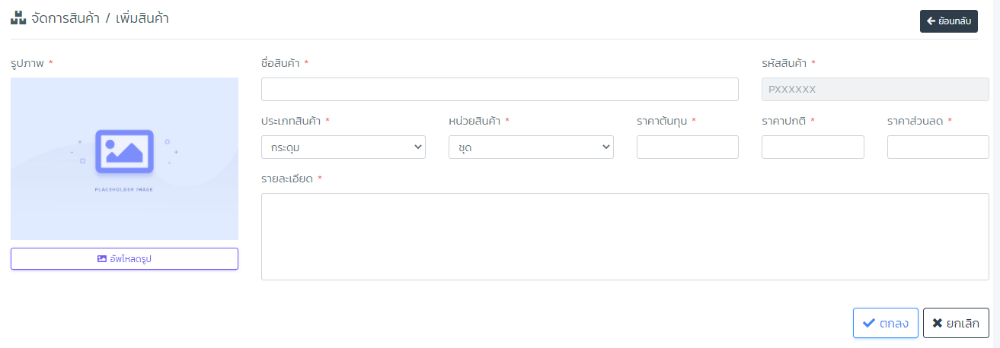 จัดการสินค้า / เพิ่มสินค้า
ย้อนกลับ
รูปภาพ *
ชื่อสินค้า *
รหัสสินค้า *
PXXXXXX
ประเภทสินค้า *
หน่วยสินค้า *
ราคาต้นทุน *
ราคาปกติ *
ราคาส่วนลด *
กระดุม
ชุด
PLACEHOLDER IMAGE
รายละเอียด *
อัพโหลดรูป
ตกลง
ยกเลิก